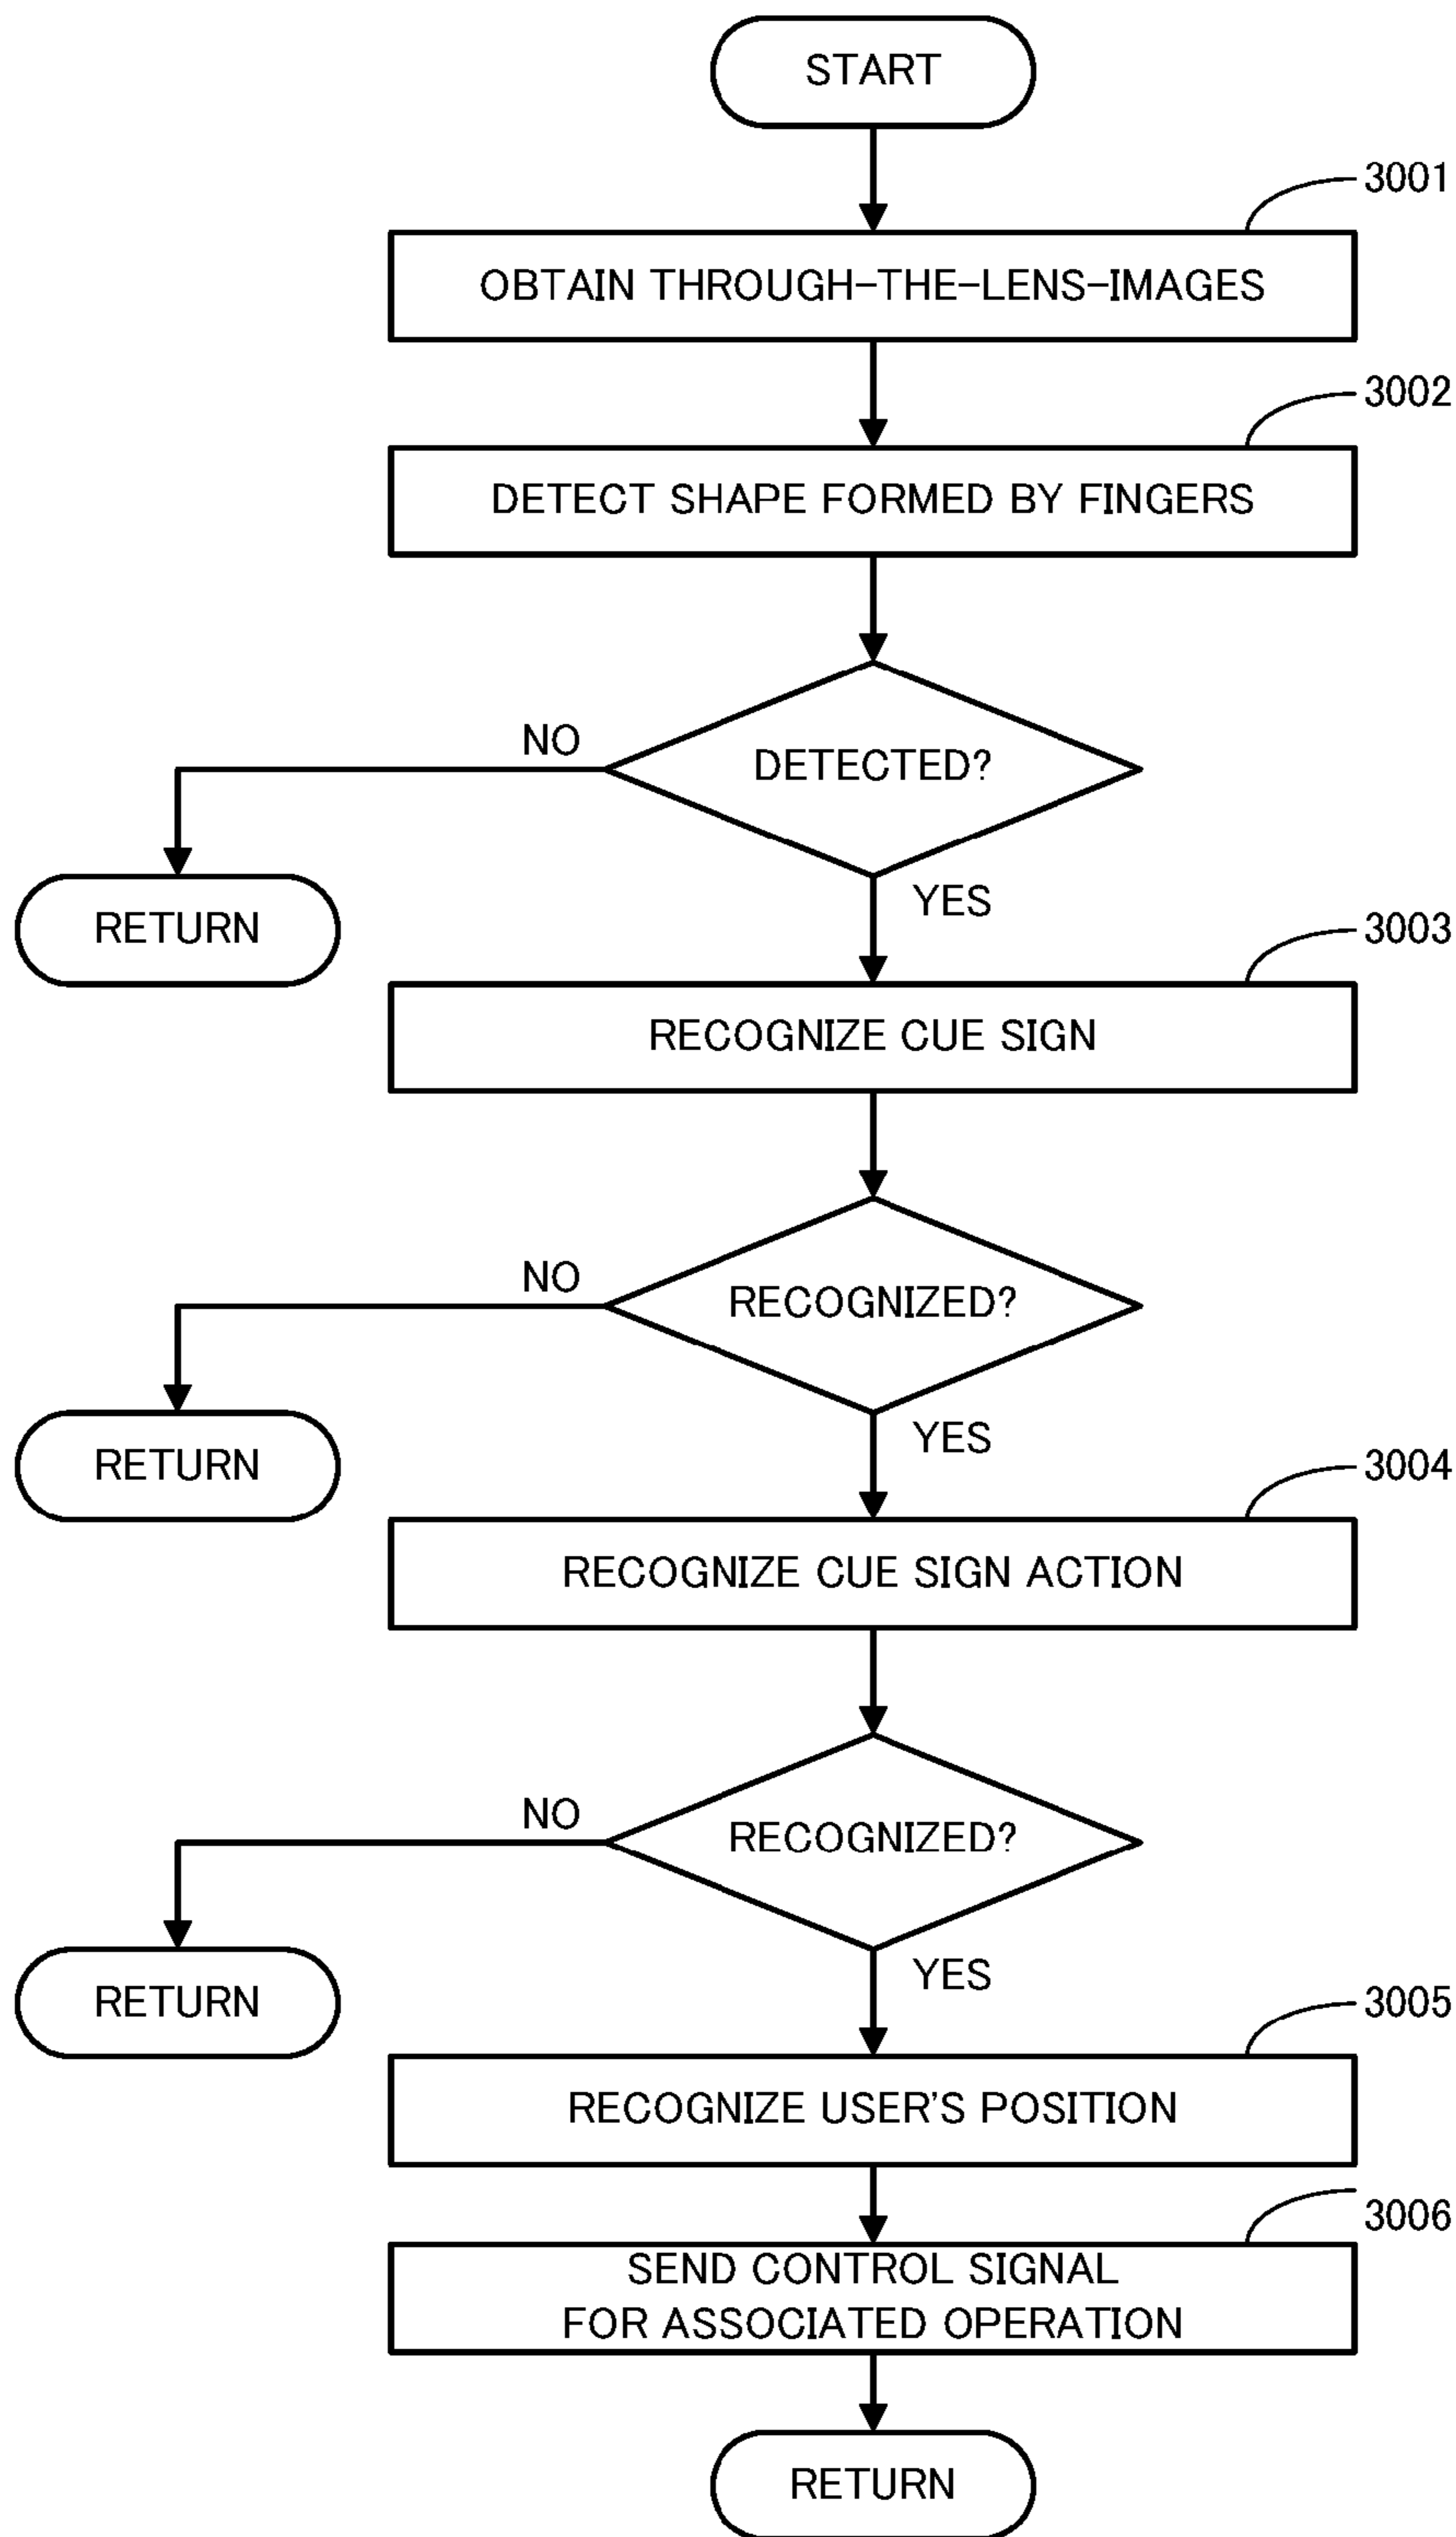 START
3001
OBTAIN THROUGH-THE-LENS-IMAGES
3002
DETECT SHAPE FORMED BY FINGERS
NO
DETECTED?
YES
RETURN
3003
RECOGNIZE CUE SIGN
NO
RECOGNIZED?
YES
RETURN
3004
RECOGNIZE CUE SIGN ACTION
NO
RECOGNIZED?
YES
RETURN
3005
RECOGNIZE USER'S POSITION
3006
SEND CONTROL SIGNAL
FOR ASSOCIATED OPERATION
RETURN